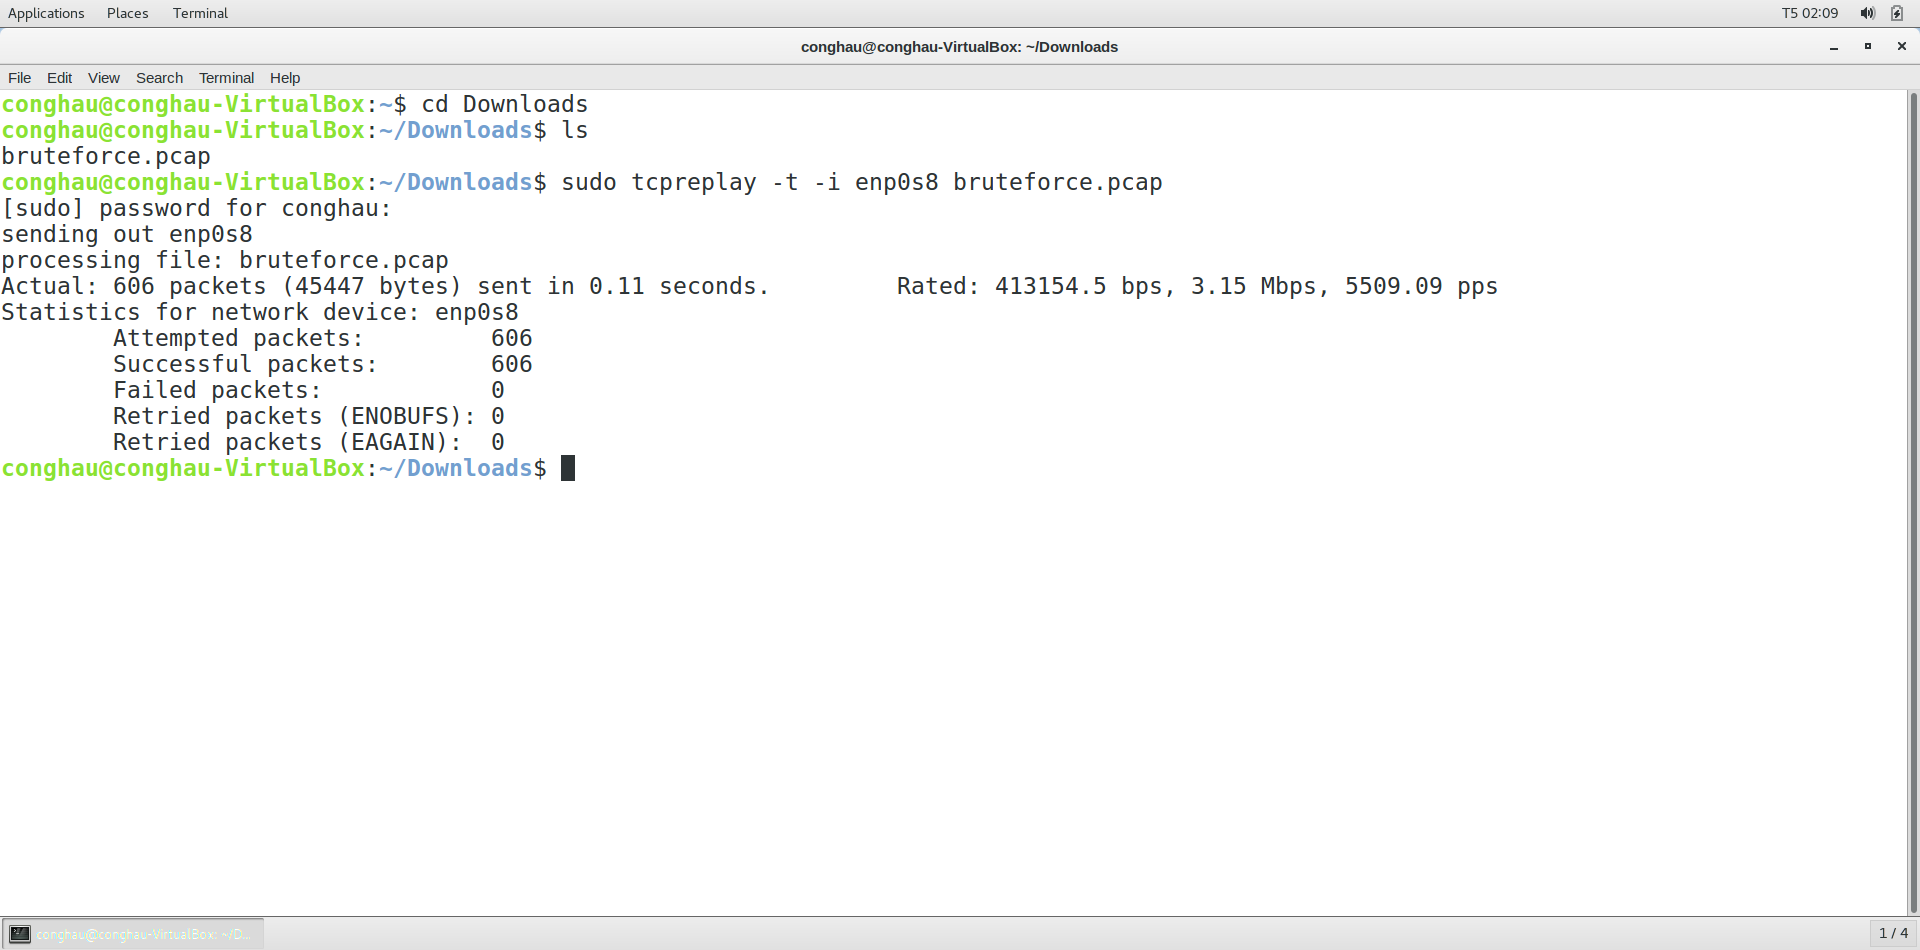 Applications Places Terminal T5 02:09
conghau@conghau-VirtualBox: ~/Downloads
File Edit View Search Terminal Help
conghau@conghau-VirtualBox:~$ cd Downloads
conghau@conghau-VirtualBox:~/Downloads$ ls
bruteforce.pcap
conghau@conghau-VirtualBox:~/Downloads$ sudo tcpreplay -t -i enp0s8 bruteforce.pcap
[sudo] password for conghau:
sending out enp0s8
processing file: bruteforce.pcap
Actual: 606 packets (45447 bytes) sent in 0.11 seconds.         Rated: 413154.5 bps, 3.15 Mbps, 5509.09 pps
Statistics for network device: enp0s8
        Attempted packets:         606
        Successful packets:        606
        Failed packets:            0
        Retried packets (ENOBUFS): 0
        Retried packets (EAGAIN):  0
conghau@conghau-VirtualBox:~/Downloads$
conghau@conghau-VirtualBox: ~/D... 1 / 4